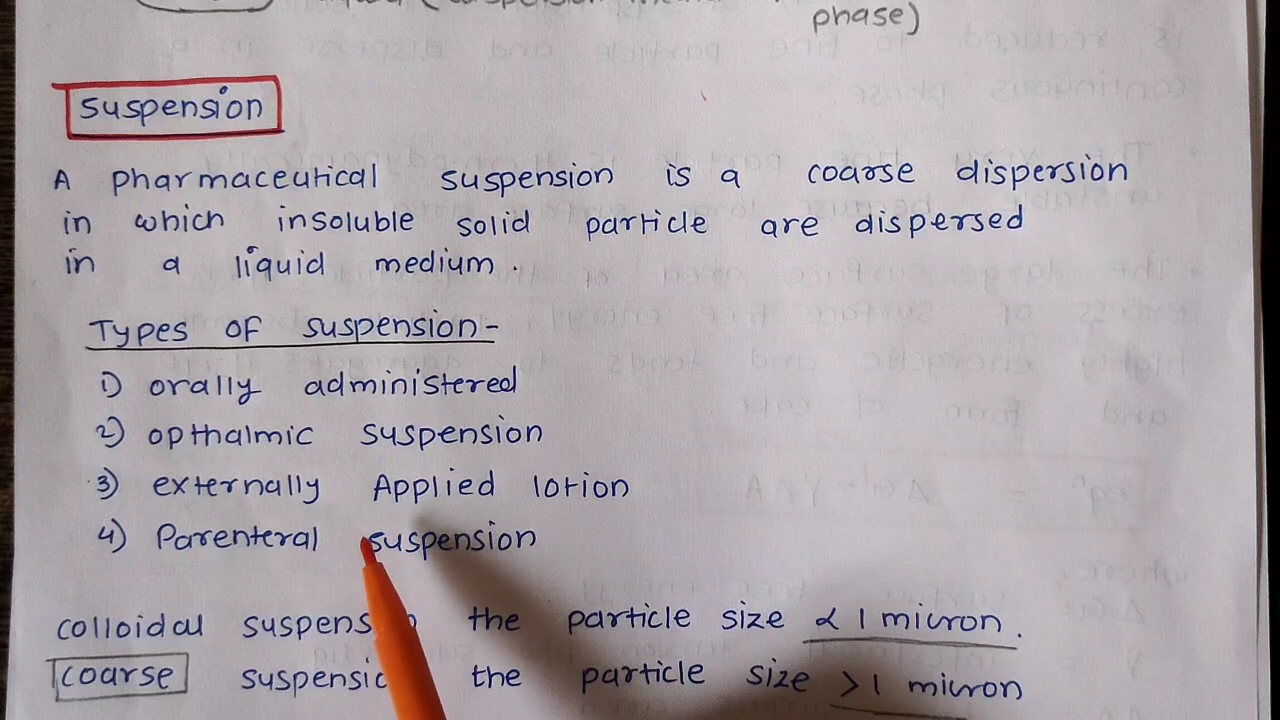 phase)
suspension
A pharmaceutical suspension is a coarse dispersion
in which insoluble solid particle are dispersed
in a liquid medium.
Types of suspension-
1) orally administered
2) opthalmic suspension
3) externally Applied lotion
4) Parenteral suspension
colloidal suspens the particle size < 1 micron.
coarse suspensio the particle size >1 micron